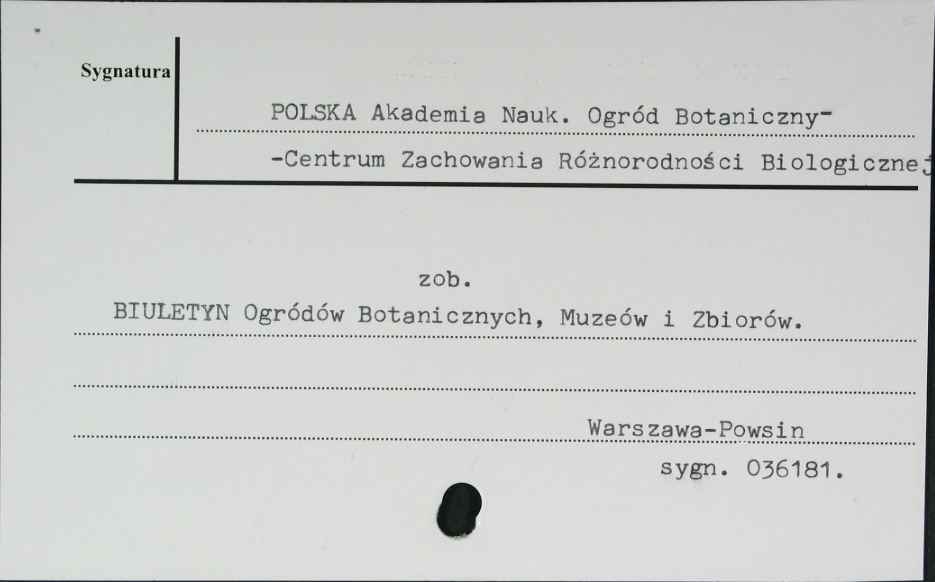 Sygnatura
POLSKA Akademia Nauk. Ogród Botaniczny-
-Centrum Zachowania Różnorodności Biologicznej
zob.
BIULETYN Ogródów Botanicznych, Muzeów i Zbiorów.
Warszawa-Powsin
sygn. 036181.